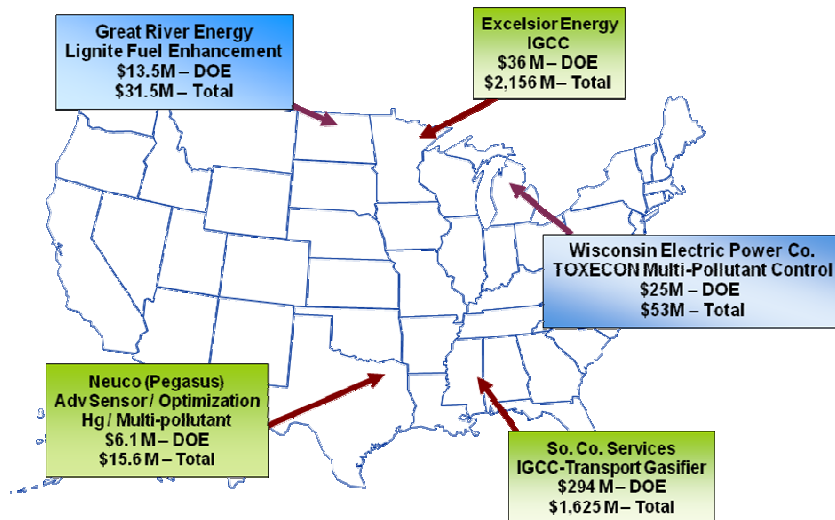 Great River Energy
Lignite Fuel Enhancement
$13.5M – DOE
$31.5M – Total
Excelsior Energy
IGCC
$36 M – DOE
$2,156 M – Total
Wisconsin Electric Power Co.
TOXECON Multi-Pollutant Control
$25M – DOE
$53M – Total
Neuco (Pegasus)
Adv Sensor / Optimization
Hg / Multi-pollutant
$6.1 M – DOE
$15.6 M – Total
So. Co. Services
IGCC-Transport Gasifier
$294 M – DOE
$1,625 M – Total